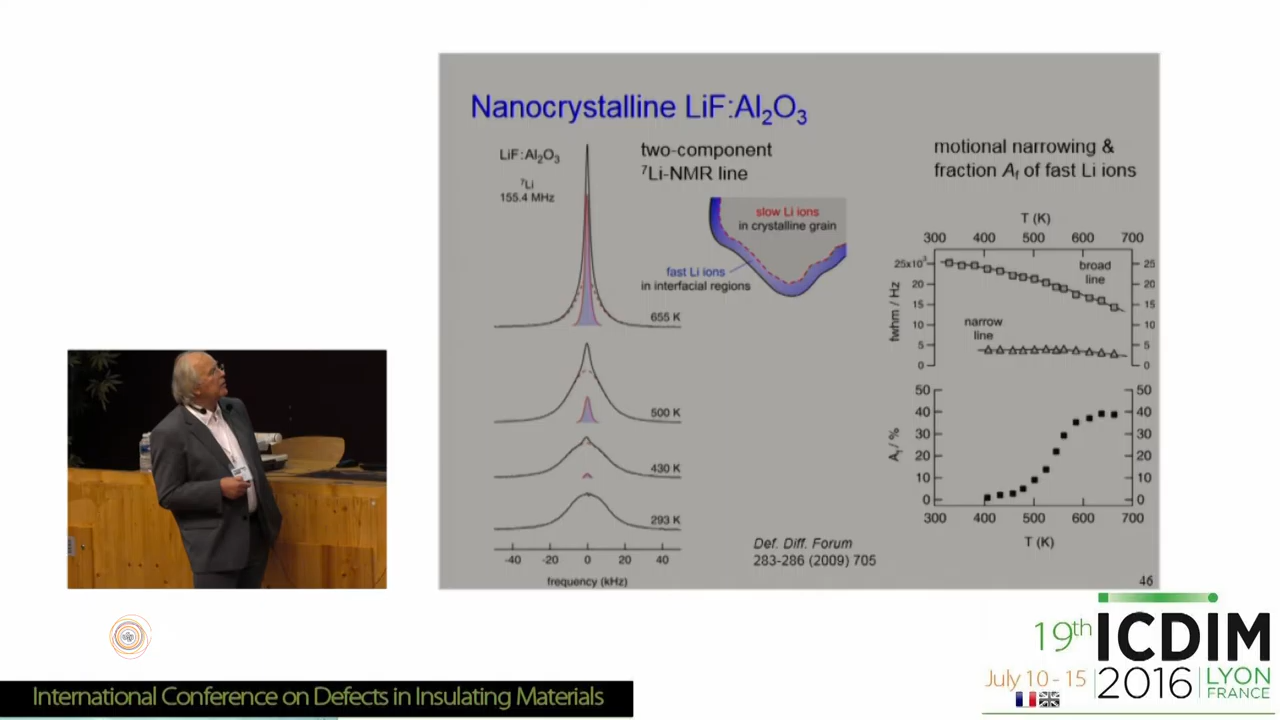 Nanocrystalline LiF:Al₂O₃
LiF:Al₂O₃
⁷Li
155.4 MHz
two-component
⁷Li-NMR line
slow Li ions
in crystalline grain
fast Li ions
in interfacial regions
655 K
500 K
430 K
293 K
-40 -20 0 20 40
frequency (kHz)
motional narrowing &
fraction Af of fast Li ions
T (K)
300 400 500 600 700
25x10³
20
15
10
5
0
fwhm / Hz
broad
line
narrow
line
25
20
15
10
5
0
50
40
30
20
10
0
Af / %
50
40
30
20
10
0
300 400 500 600 700
T (K)
Def. Diff. Forum
283-286 (2009) 705
46
19th ICDIM
July 10 - 15 2016 LYON
FRANCE
International Conference on Defects in Insulating Materials